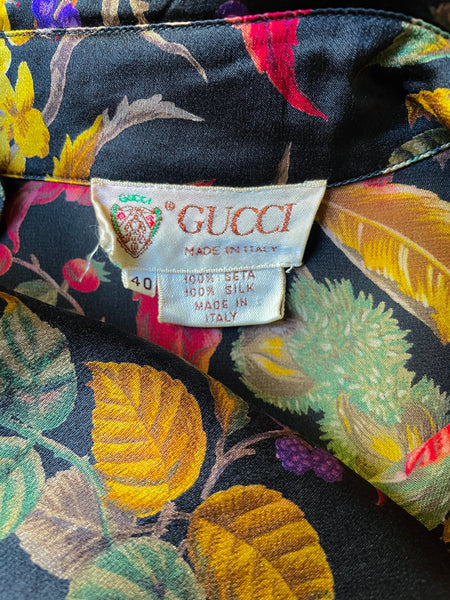 GUCCI
® GUCCI
MADE IN ITALY
40
100% SETA
100% SILK
MADE IN
ITALY